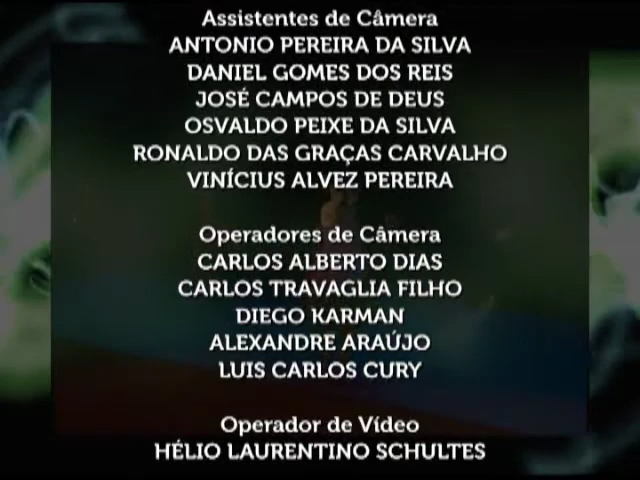 Assistentes de Câmera
ANTONIO PEREIRA DA SILVA
DANIEL GOMES DOS REIS
JOSÉ CAMPOS DE DEUS
OSVALDO PEIXE DA SILVA
RONALDO DAS GRAÇAS CARVALHO
VINÍCIUS ALVEZ PEREIRA
Operadores de Câmera
CARLOS ALBERTO DIAS
CARLOS TRAVAGLIA FILHO
DIEGO KARMAN
ALEXANDRE ARAÚJO
LUIS CARLOS CURY
Operador de Vídeo
HÉLIO LAURENTINO SCHULTES